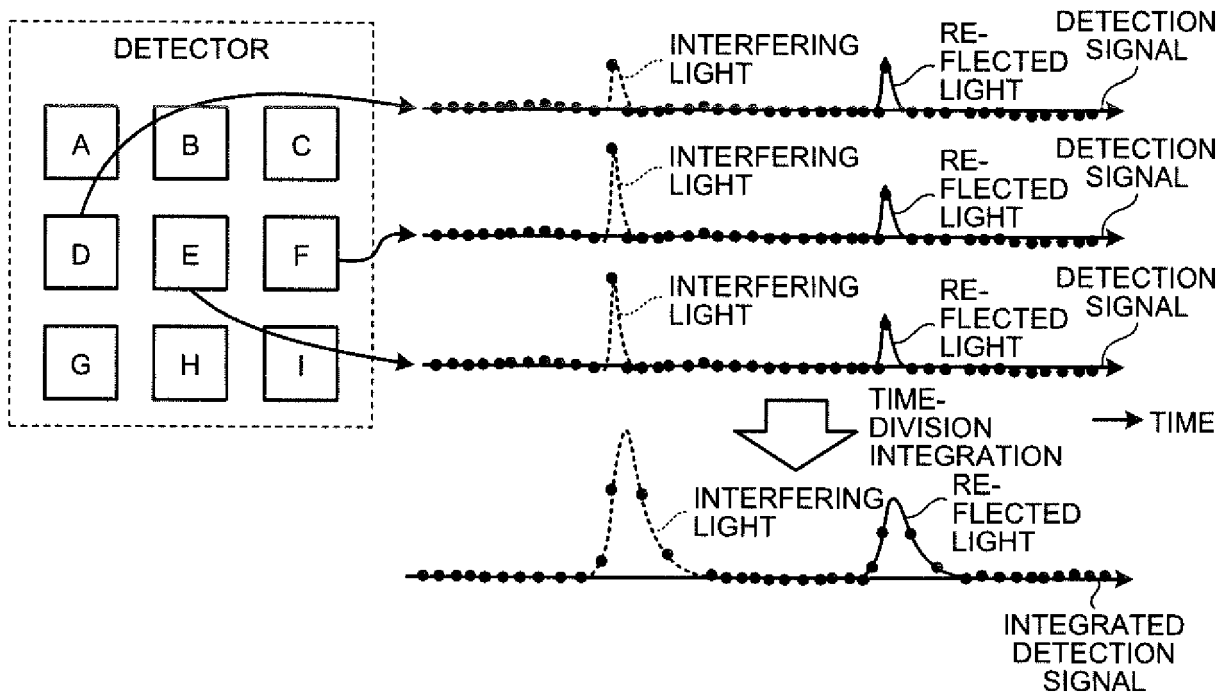 DETECTOR
A
B
C
D
E
F
G
H
I
INTERFERING
LIGHT
RE-
FLECTED
LIGHT
DETECTION
SIGNAL
INTERFERING
LIGHT
RE-
FLECTED
LIGHT
DETECTION
SIGNAL
INTERFERING
LIGHT
RE-
FLECTED
LIGHT
DETECTION
SIGNAL
TIME-
DIVISION
INTEGRATION
TIME
INTERFERING
LIGHT
RE-
FLECTED
LIGHT
INTEGRATED
DETECTION
SIGNAL